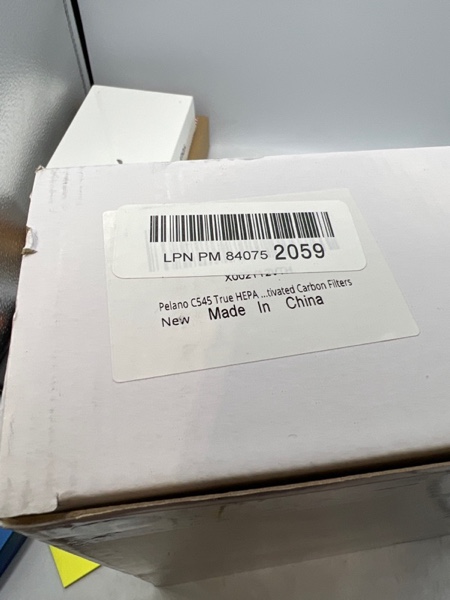 LPN PM 84075 2059
Pelano C545 True HEPA ...tivated Carbon Filters
New Made In China